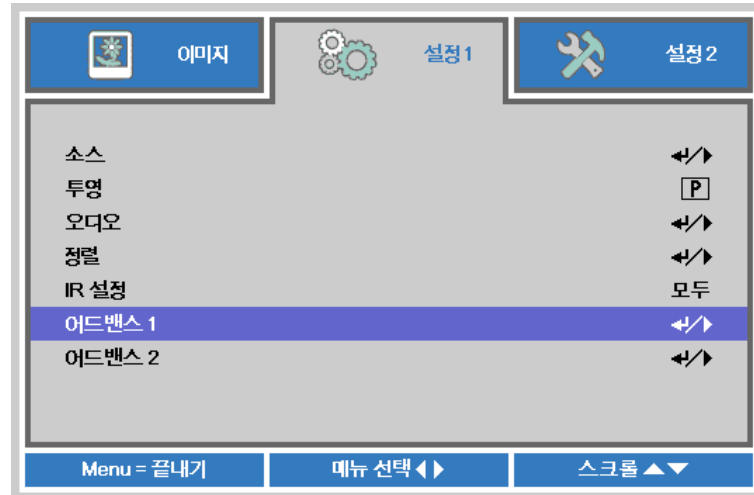 이미지 설정 1 설정 2
소스
투영 P
오디오
정렬
IR 설정 모두
어드밴스 1
어드밴스 2
Menu = 끝내기 메뉴 선택 스크롤